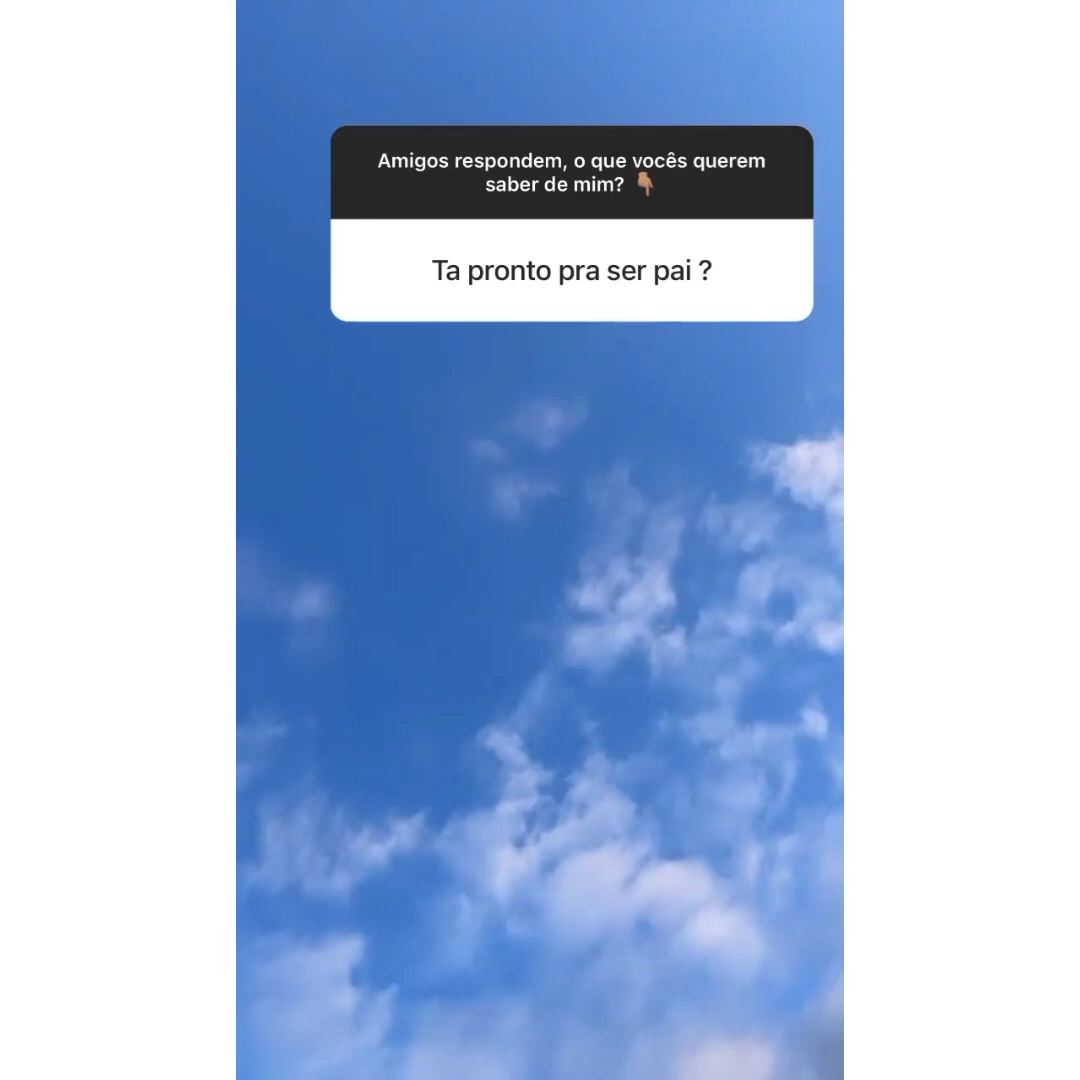 Amigos respondem, o que vocês querem
saber de mim? 👇🏽
Ta pronto pra ser pai ?